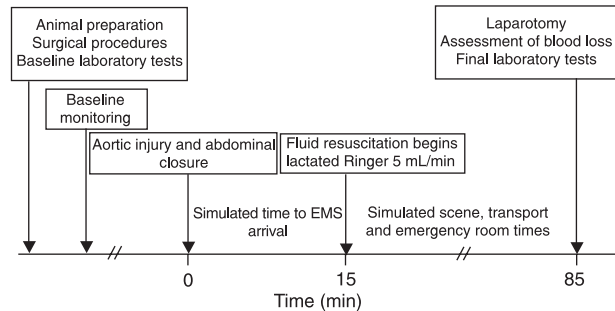 Animal preparation
Surgical procedures
Baseline laboratory tests
Laparotomy
Assessment of blood loss
Final laboratory tests
Baseline
monitoring
Aortic injury and abdominal
closure
Fluid resuscitation begins
lactated Ringer 5 mL/min
Simulated time to EMS
arrival
Simulated scene, transport
and emergency room times
0
15
85
Time (min)